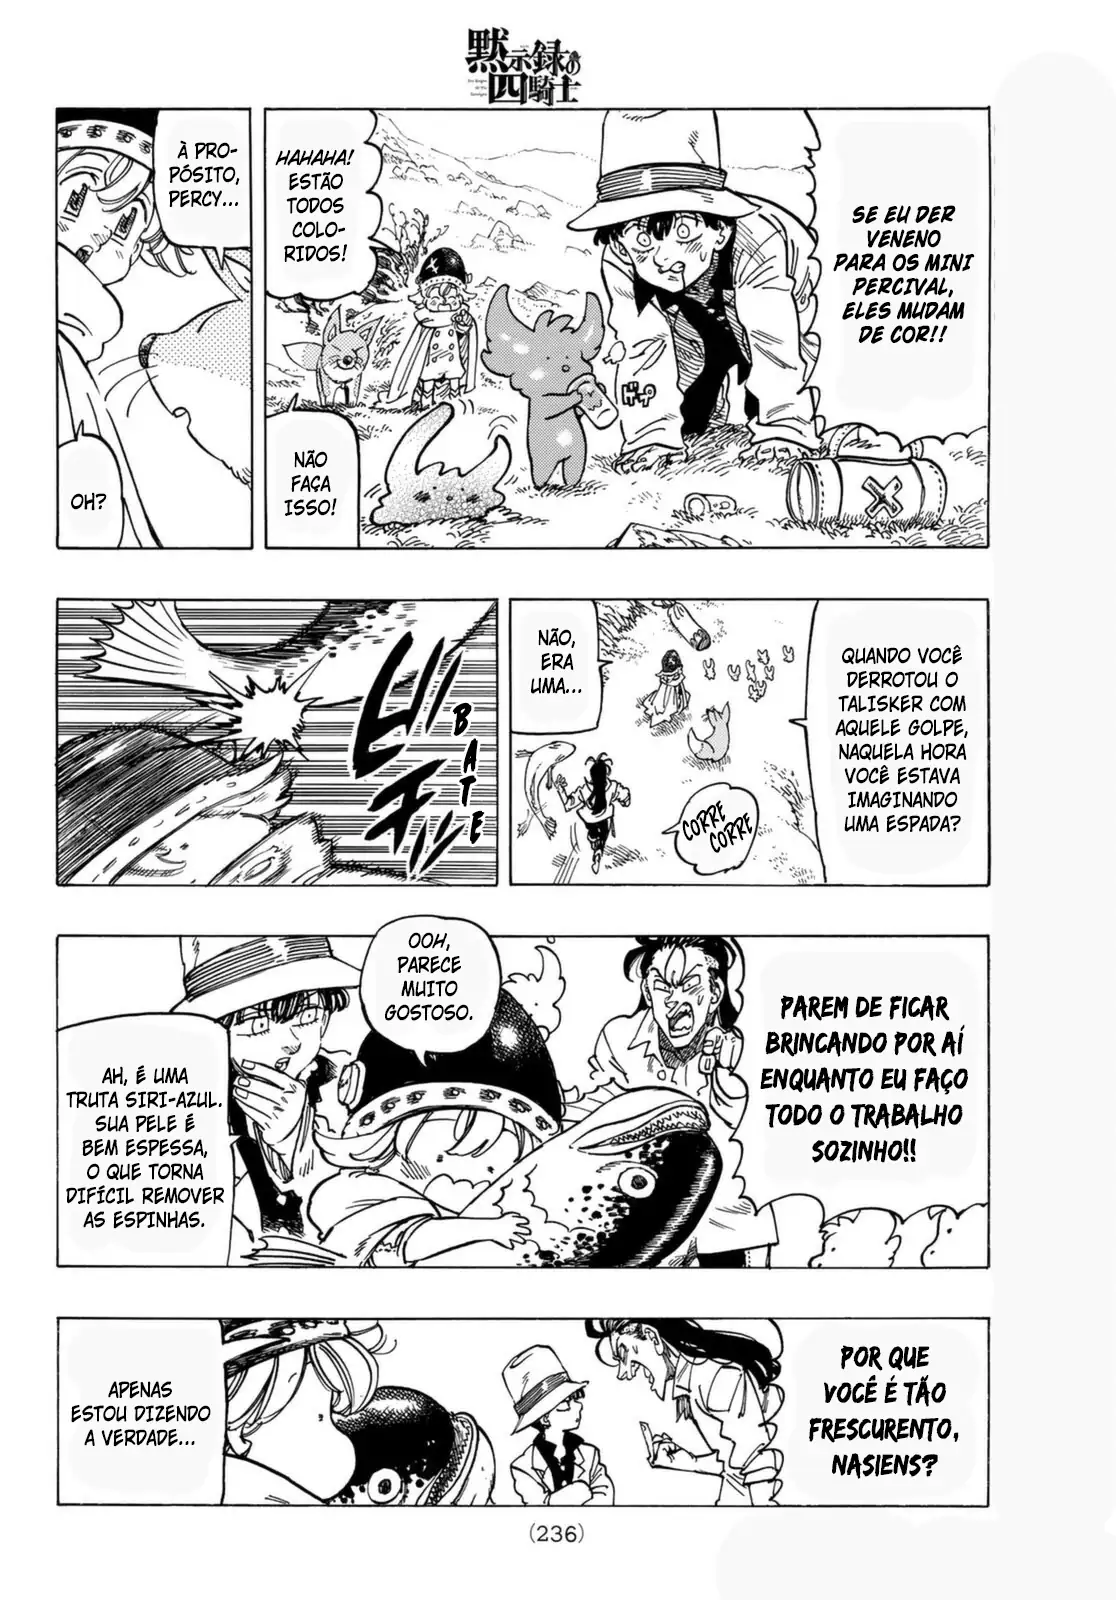 黙示録の
四騎士
SE EU DER
VENENO
PARA OS MINI
PERCIVAL,
ELES MUDAM
DE COR!!
HAHAHA!
ESTÃO
TODOS
COLO-
RIDOS!
NÃO
FAÇA
ISSO!
À PRO-
PÓSITO,
PERCY...
OH?
QUANDO VOCÊ
DERROTOU O
TALISKER COM
AQUELE GOLPE,
NAQUELA HORA
VOCÊ ESTAVA
IMAGINANDO
UMA ESPADA?
NÃO,
ERA
UMA...
CORRE
CORRE
BATE
PAREM DE FICAR
BRINCANDO POR AÍ
ENQUANTO EU FAÇO
TODO O TRABALHO
SOZINHO!!
OOH,
PARECE
MUITO
GOSTOSO.
AH, É UMA
TRUTA SIRI-AZUL.
SUA PELE É
BEM ESPESSA,
O QUE TORNA
DIFÍCIL REMOVER
AS ESPINHAS.
POR QUE
VOCÊ É TÃO
FRESCURENTO,
NASIENS?
APENAS
ESTOU DIZENDO
A VERDADE...
(236)